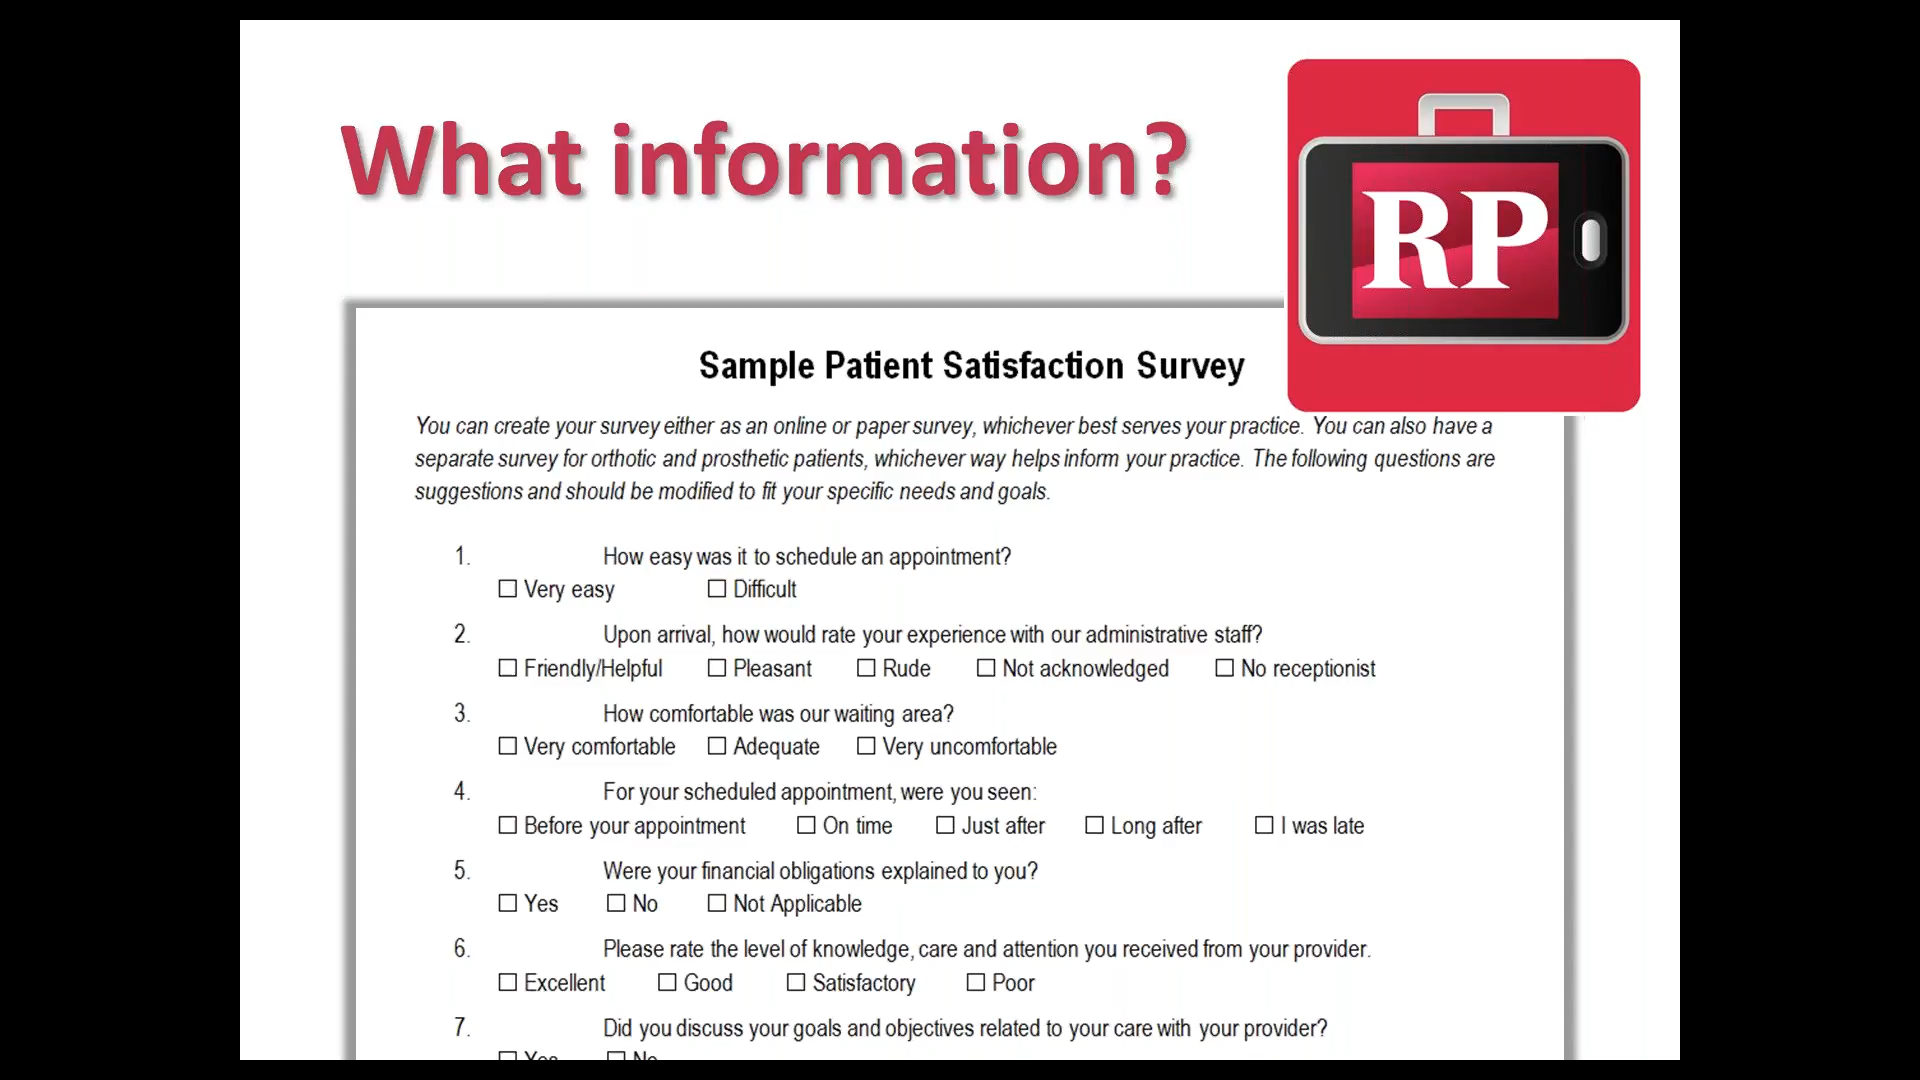 What information?
RP
Sample Patient Satisfaction Survey
You can create your survey either as an online or paper survey, whichever best serves your practice. You can also have a
separate survey for orthotic and prosthetic patients, whichever way helps inform your practice. The following questions are
suggestions and should be modified to fit your specific needs and goals.
1. How easy was it to schedule an appointment?
☐ Very easy ☐ Difficult
2. Upon arrival, how would rate your experience with our administrative staff?
☐ Friendly/Helpful ☐ Pleasant ☐ Rude ☐ Not acknowledged ☐ No receptionist
3. How comfortable was our waiting area?
☐ Very comfortable ☐ Adequate ☐ Very uncomfortable
4. For your scheduled appointment, were you seen:
☐ Before your appointment ☐ On time ☐ Just after ☐ Long after ☐ I was late
5. Were your financial obligations explained to you?
☐ Yes ☐ No ☐ Not Applicable
6. Please rate the level of knowledge, care and attention you received from your provider.
☐ Excellent ☐ Good ☐ Satisfactory ☐ Poor
7. Did you discuss your goals and objectives related to your care with your provider?
☐ Yes ☐ No